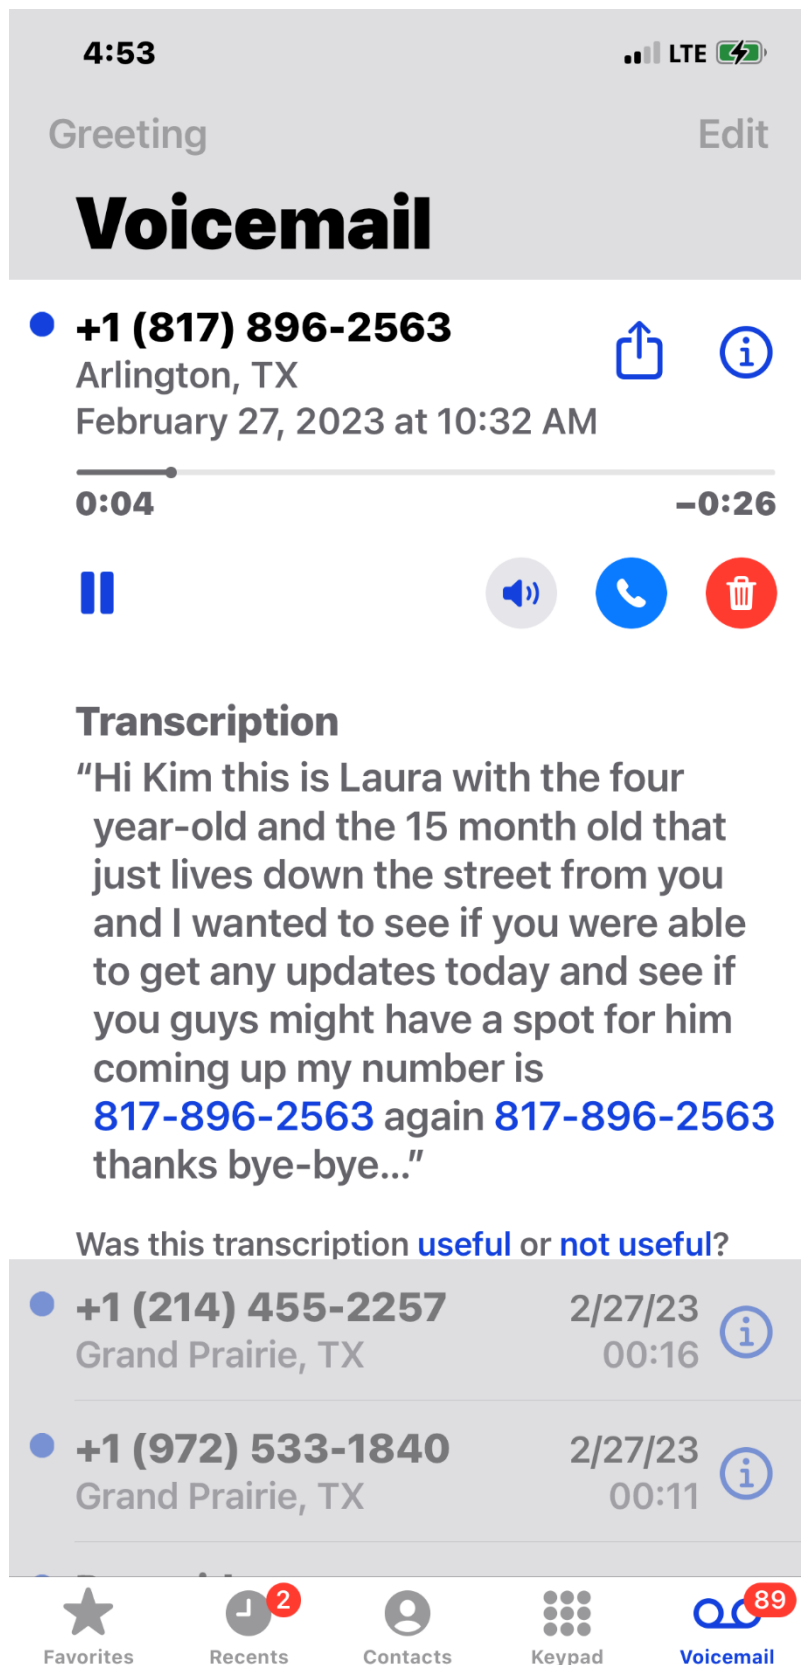 4:53 LTE
Greeting Edit
Voicemail
+1 (817) 896-2563
Arlington, TX
February 27, 2023 at 10:32 AM
0:04 −0:26
Transcription
“Hi Kim this is Laura with the four
year-old and the 15 month old that
just lives down the street from you
and I wanted to see if you were able
to get any updates today and see if
you guys might have a spot for him
coming up my number is
817-896-2563 again 817-896-2563
thanks bye-bye...”
Was this transcription useful or not useful?
+1 (214) 455-2257 2/27/23
Grand Prairie, TX 00:16
+1 (972) 533-1840 2/27/23
Grand Prairie, TX 00:11
2 89
Favorites Recents Contacts Keypad Voicemail